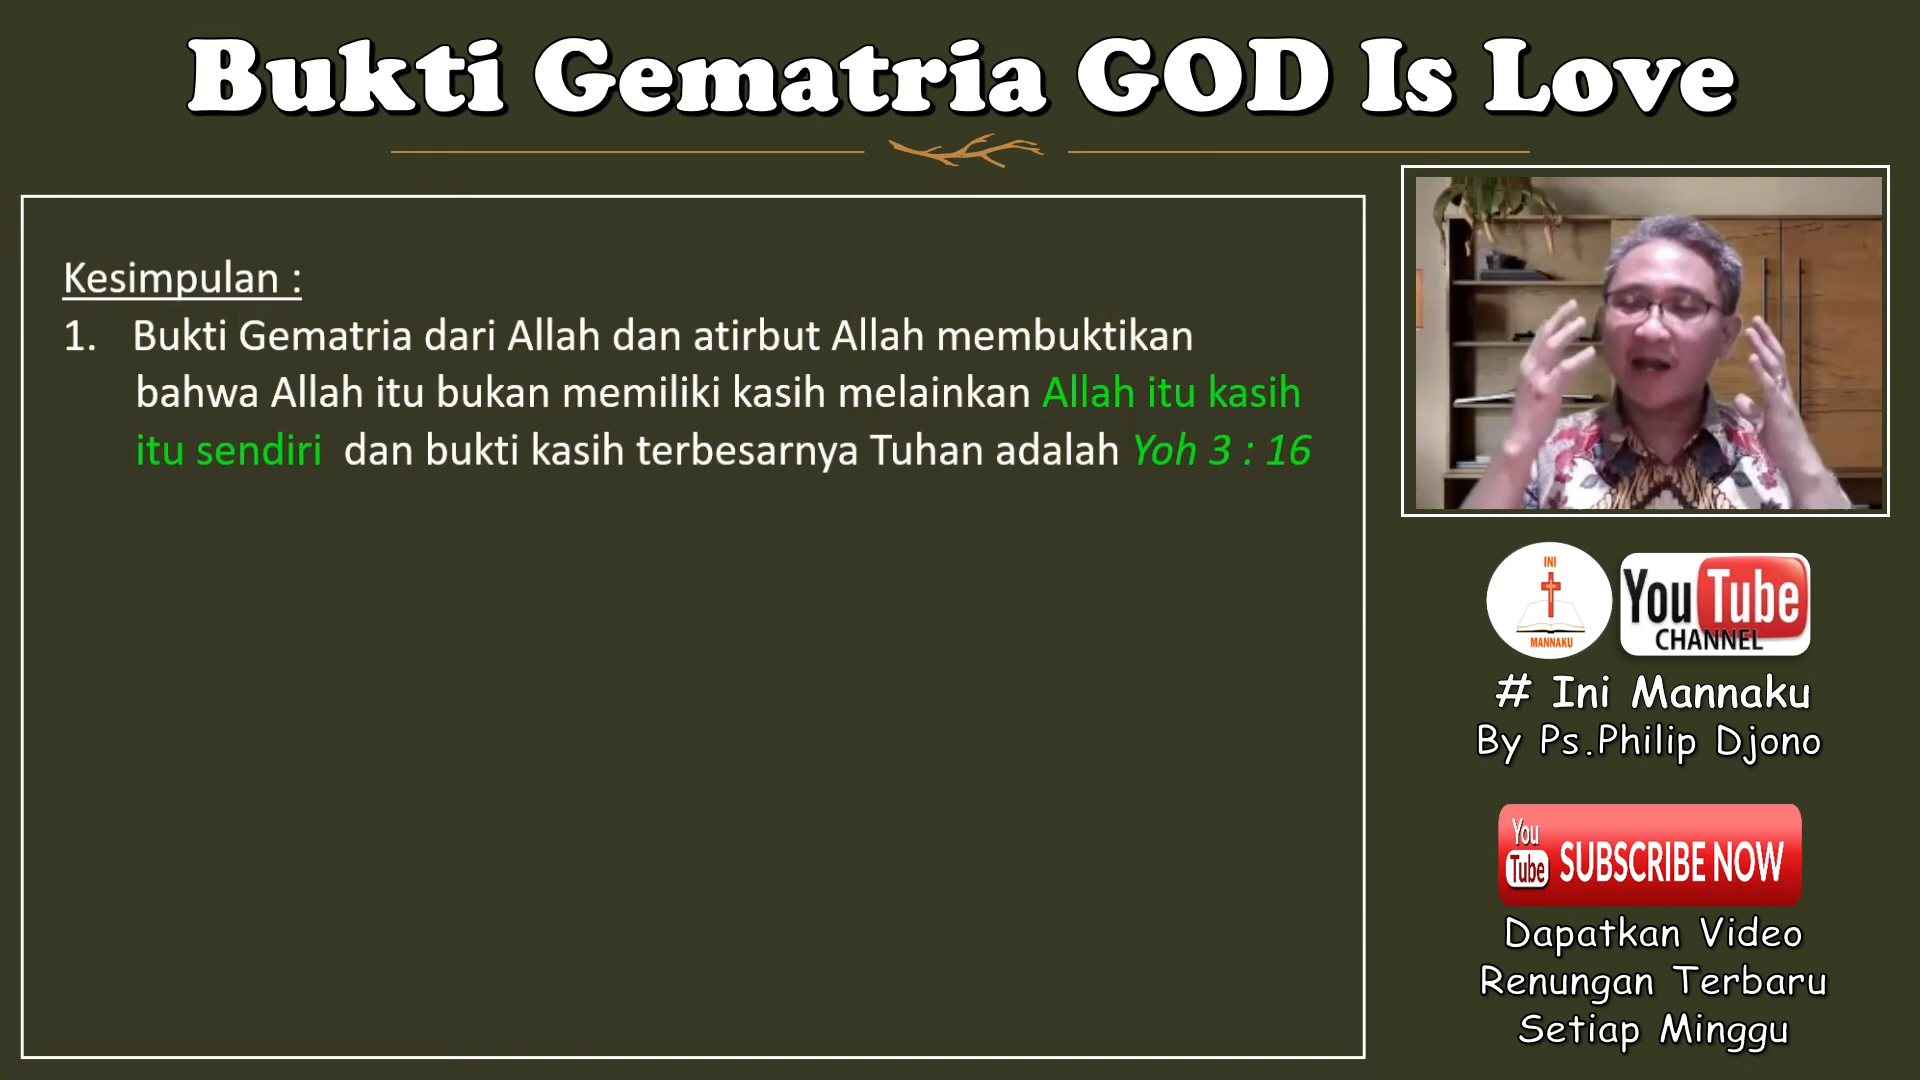 Bukti Gematria GOD Is Love
Kesimpulan :
1. Bukti Gematria dari Allah dan atirbut Allah membuktikan
bahwa Allah itu bukan memiliki kasih melainkan Allah itu kasih
itu sendiri dan bukti kasih terbesarnya Tuhan adalah Yoh 3 : 16
INI
MANNAKU
YouTube
CHANNEL
# Ini Mannaku
By Ps.Philip Djono
You
Tube
SUBSCRIBE NOW
Dapatkan Video
Renungan Terbaru
Setiap Minggu